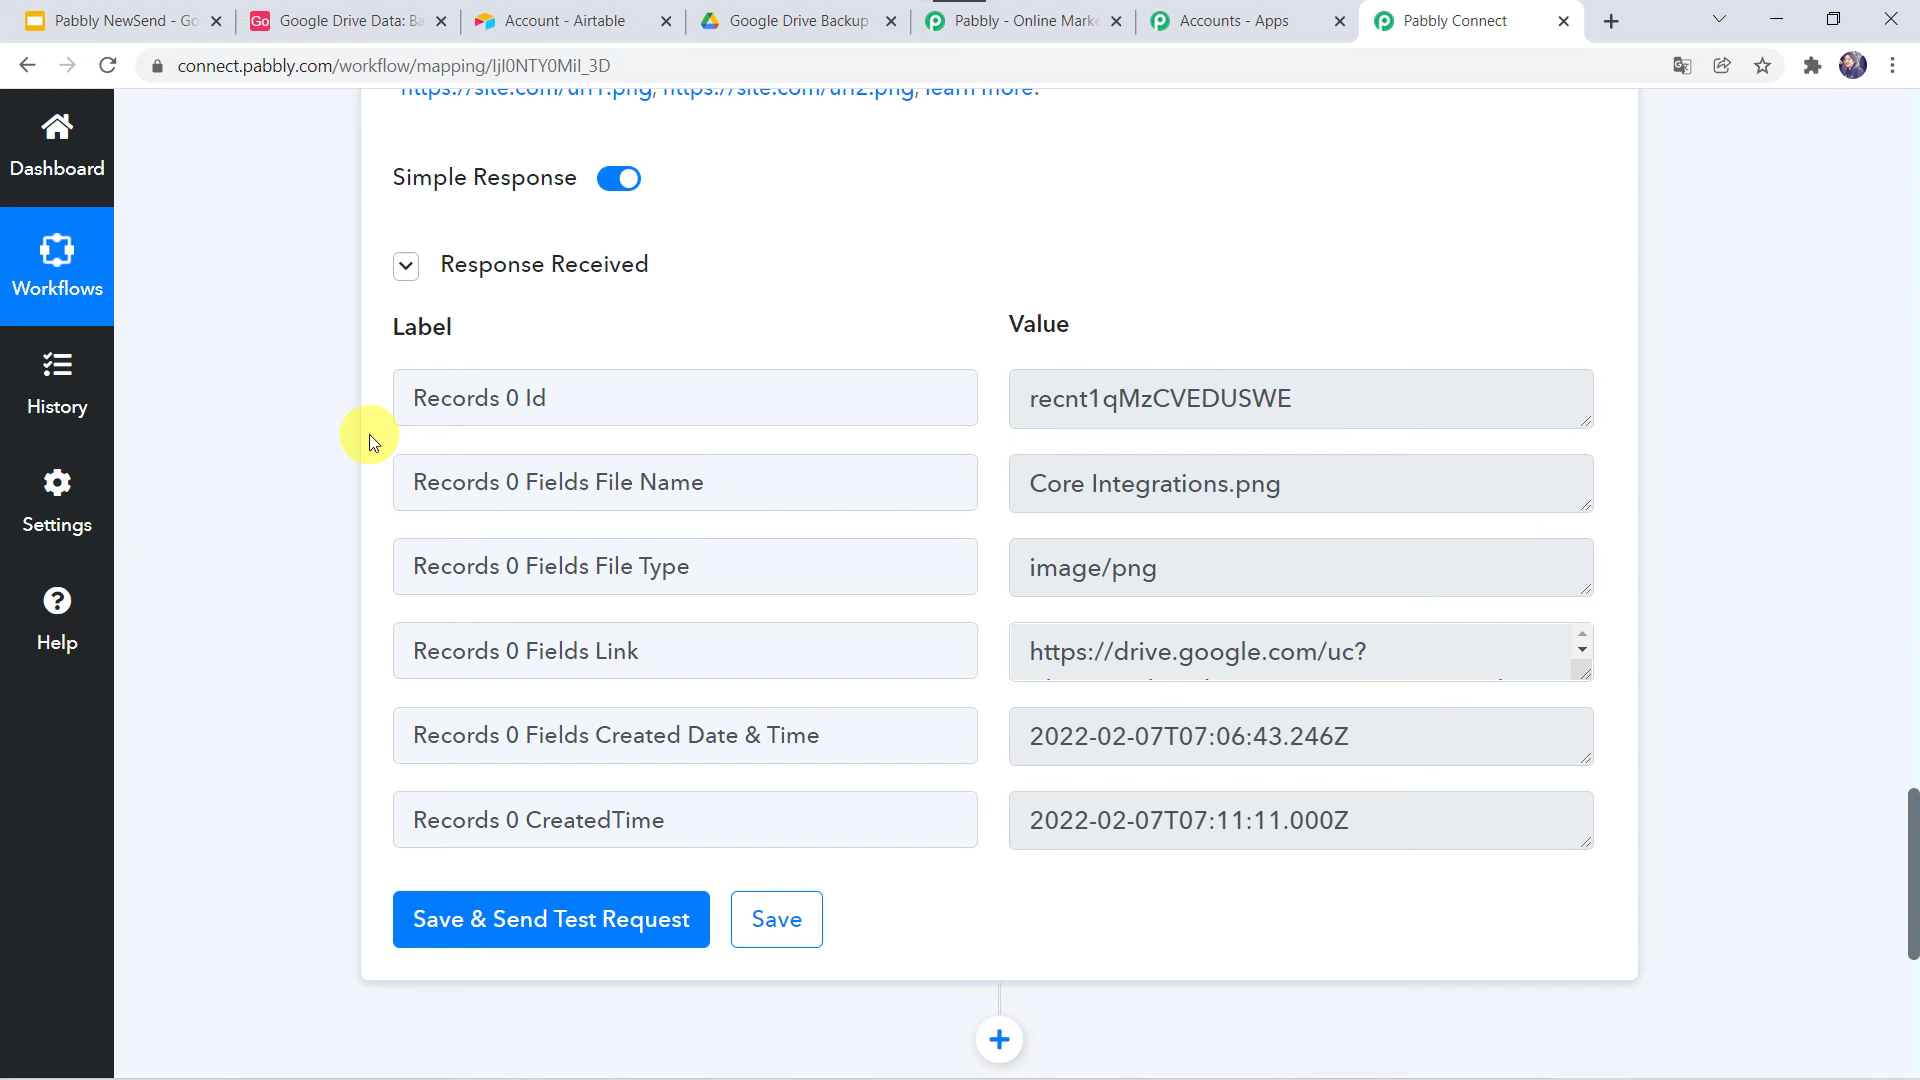 Pabbly NewSend - Go
Google Drive Data: Ba
Account - Airtable
Google Drive Backup
Pabbly - Online Marke
Accounts - Apps
Pabbly Connect
connect.pabbly.com/workflow/mapping/IjI0NTY0MiI_3D
https://site.com/url1.png, https://site.com/url2.png, learn more.
Dashboard
Workflows
History
Settings
Help
Simple Response
Response Received
Label
Value
Records 0 Id
recnt1qMzCVEDUSWE
Records 0 Fields File Name
Core Integrations.png
Records 0 Fields File Type
image/png
Records 0 Fields Link
https://drive.google.com/uc?
Records 0 Fields Created Date & Time
2022-02-07T07:06:43.246Z
Records 0 CreatedTime
2022-02-07T07:11:11.000Z
Save & Send Test Request
Save